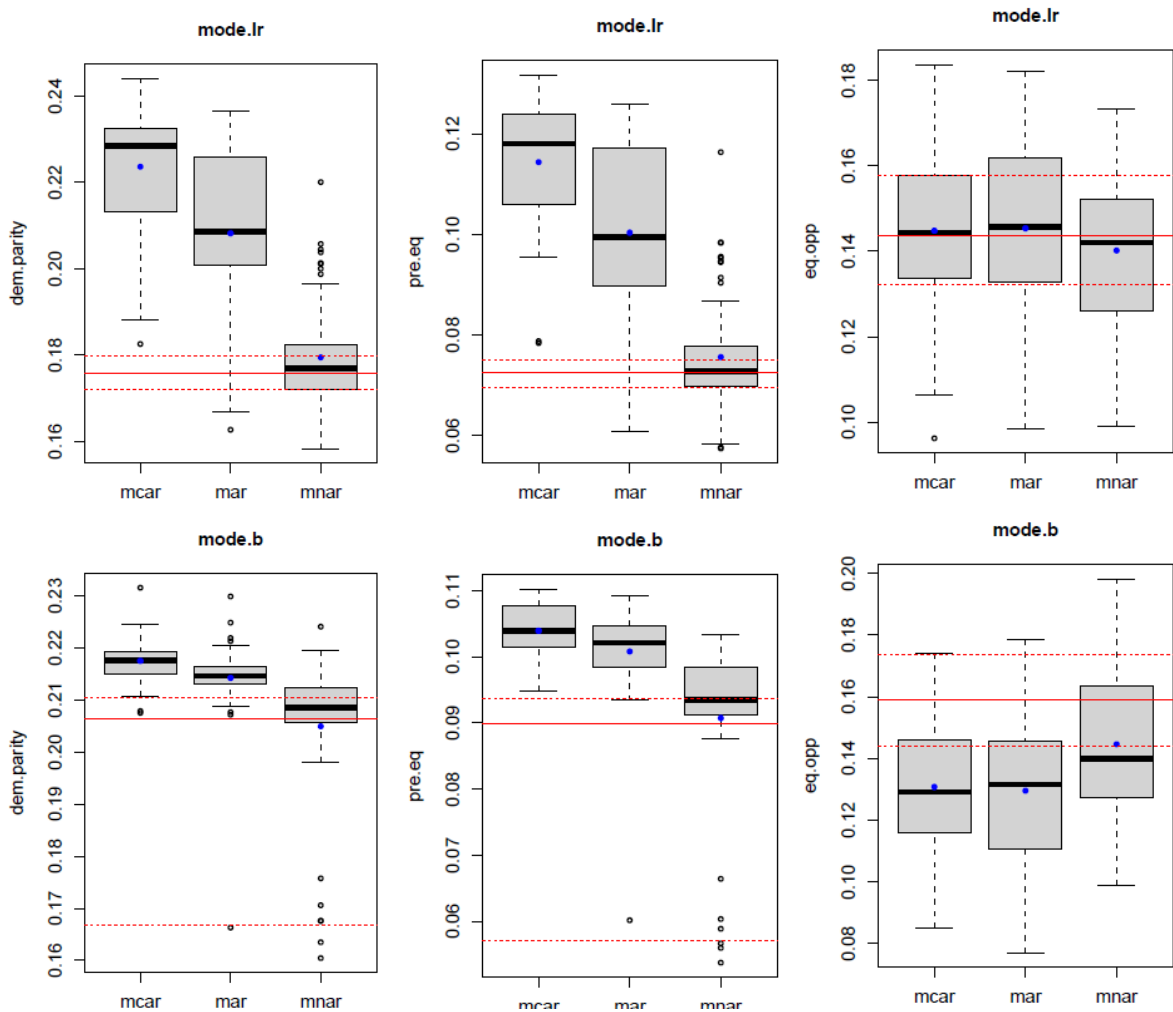 mode.lr
dem.parity
0.24
0.22
0.20
0.18
0.16
mcar mar mnar
mode.lr
pre.eq
0.12
0.10
0.08
0.06
mcar mar mnar
mode.lr
eq.opp
0.18
0.16
0.14
0.12
0.10
mcar mar mnar
mode.b
dem.parity
0.23
0.22
0.21
0.20
0.19
0.18
0.17
0.16
mcar mar mnar
mode.b
pre.eq
0.11
0.10
0.09
0.08
0.07
0.06
mcar mar mnar
mode.b
eq.opp
0.20
0.18
0.16
0.14
0.12
0.10
0.08
mcar mar mnar